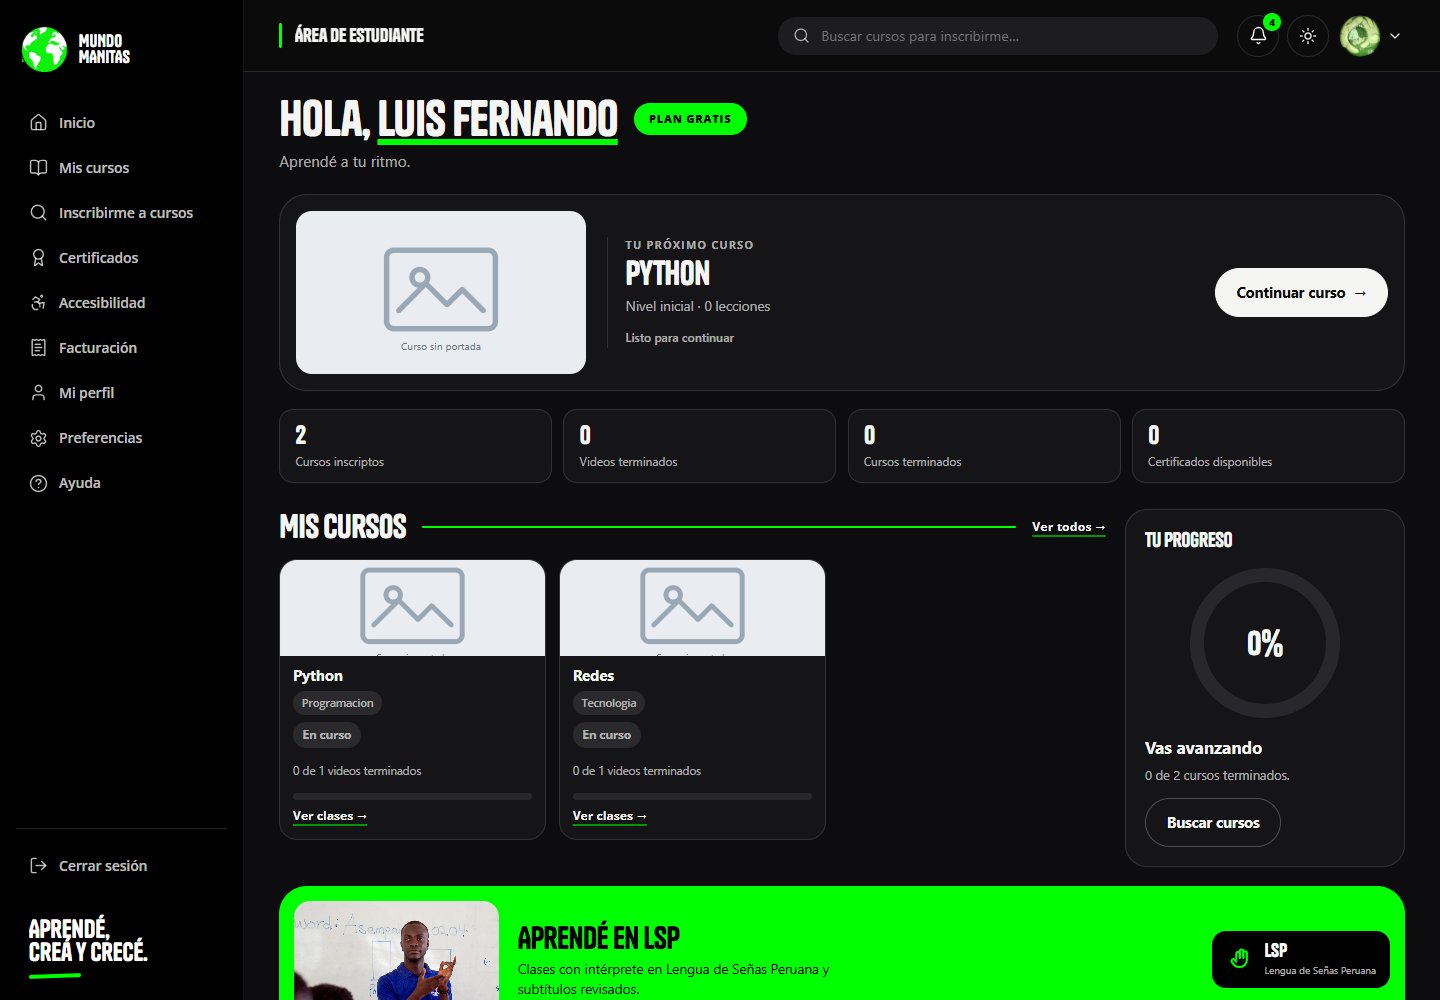 MUNDO
MANITAS
Inicio
Mis cursos
Inscribirme a cursos
Certificados
Accesibilidad
Facturación
Mi perfil
Preferencias
Ayuda
Cerrar sesión
APRENDÉ,
CREÁ Y CRECÉ.
ÁREA DE ESTUDIANTE
Buscar cursos para inscribirme...
4
HOLA, LUIS FERNANDO
PLAN GRATIS
Aprendé a tu ritmo.
Curso sin portada
TU PRÓXIMO CURSO
PYTHON
Nivel inicial · 0 lecciones
Listo para continuar
Continuar curso →
2
Cursos inscriptos
0
Videos terminados
0
Cursos terminados
0
Certificados disponibles
MIS CURSOS
Ver todos →
Python
Programacion
En curso
0 de 1 videos terminados
Ver clases →
Redes
Tecnologia
En curso
0 de 1 videos terminados
Ver clases →
TU PROGRESO
0%
Vas avanzando
0 de 2 cursos terminados.
Buscar cursos
APRENDÉ EN LSP
Clases con intérprete en Lengua de Señas Peruana y
subtítulos revisados.
LSP
Lengua de Señas Peruana